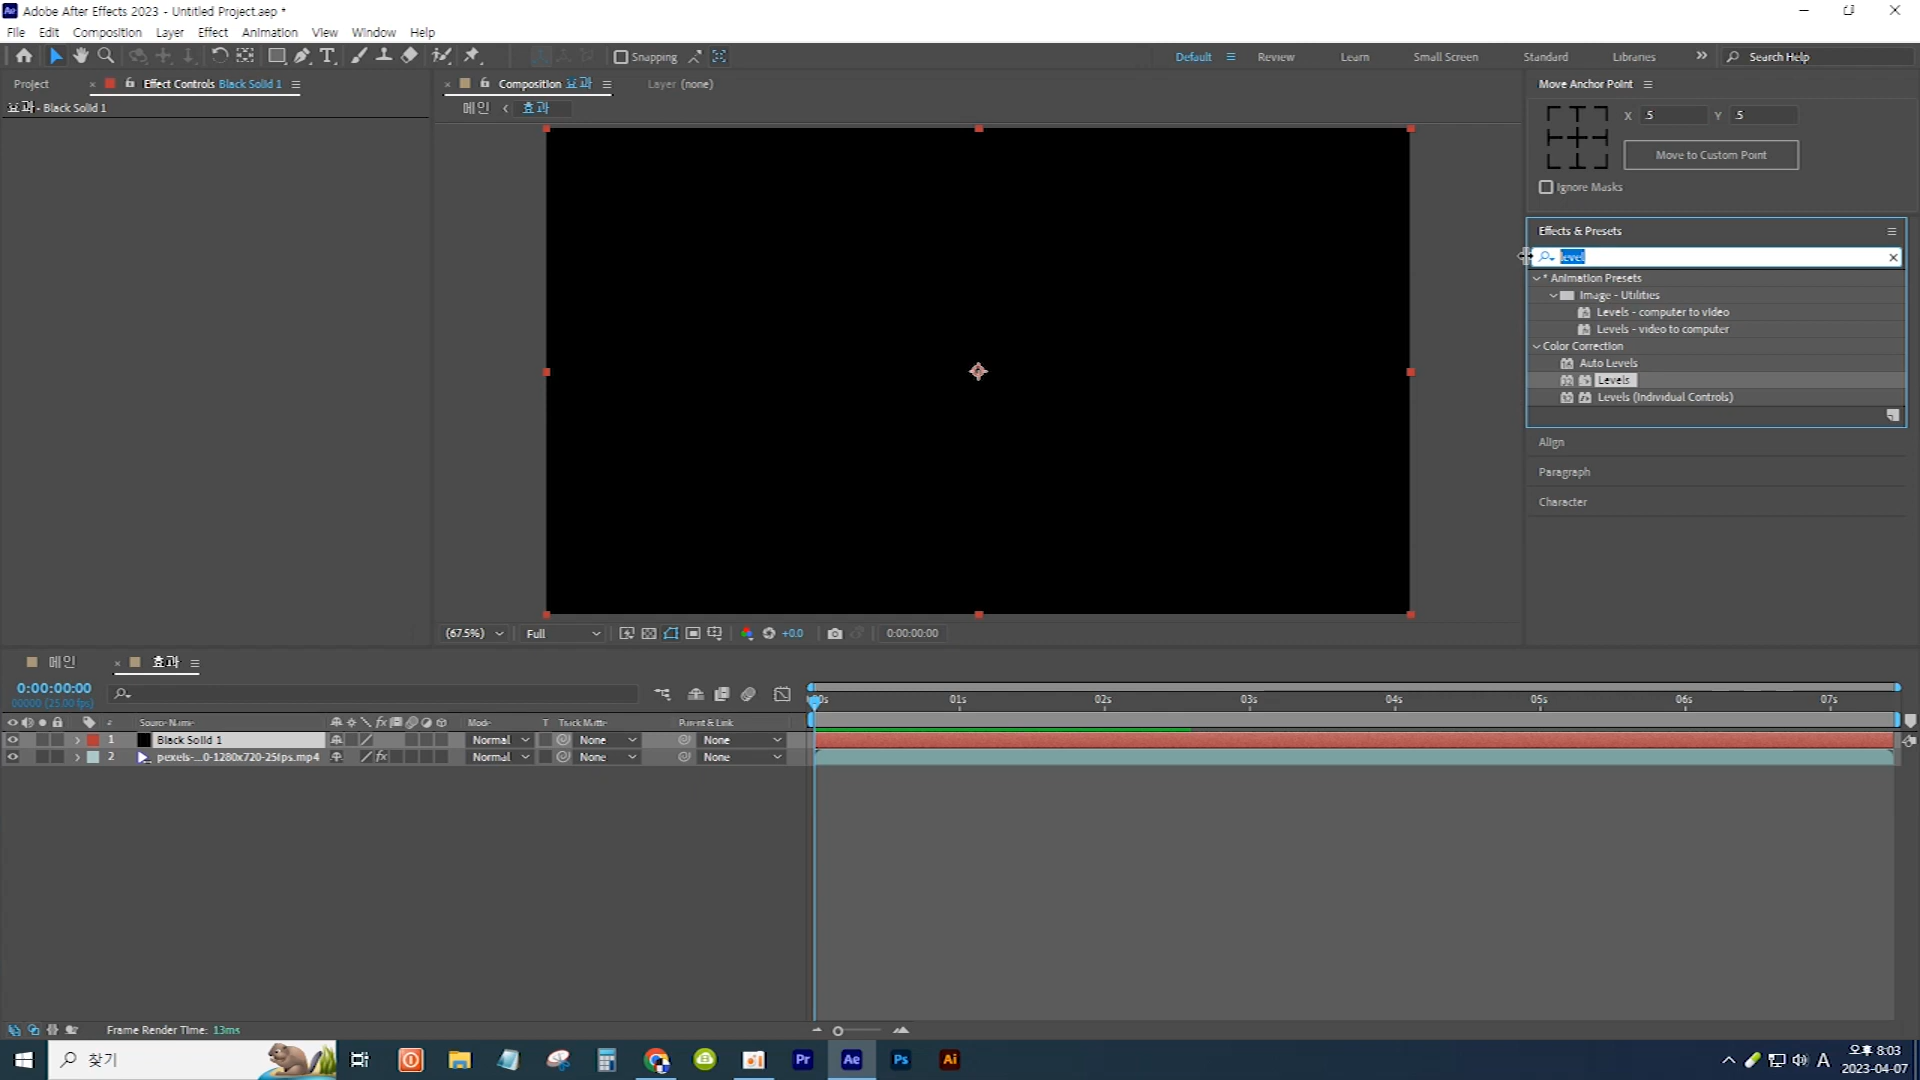 Adobe After Effects 2023 - Untitled Project.aep *
File Edit Composition Layer Effect Animation View Window Help
Snapping
Default Review Learn Small Screen Standard Libraries Search Help
Project Effect Controls Black Solid 1
효과 - Black Solid 1
Composition 효과 Layer (none)
메인 효과
Move Anchor Point
X .5 Y .5
Move to Custom Point
Ignore Masks
Effects & Presets
level
* Animation Presets
Image - Utilities
Levels - computer to video
Levels - video to computer
Color Correction
Auto Levels
Levels
Levels (Individual Controls)
Align
Paragraph
Character
(67.5%) Full +0.0 0:00:00:00
메인 효과
0:00:00:00
00000 (25.00 fps)
01s 02s 03s 04s 05s 06s 07s
# Source Name Mode T Track Matte Parent & Link
1 Black Solid 1 Normal None None
2 pexels-...0-1280x720-25fps.mp4 Normal None None
Frame Render Time: 13ms
찾기
Pr Ae Ps Ai
A 오후 8:03
2023-04-07